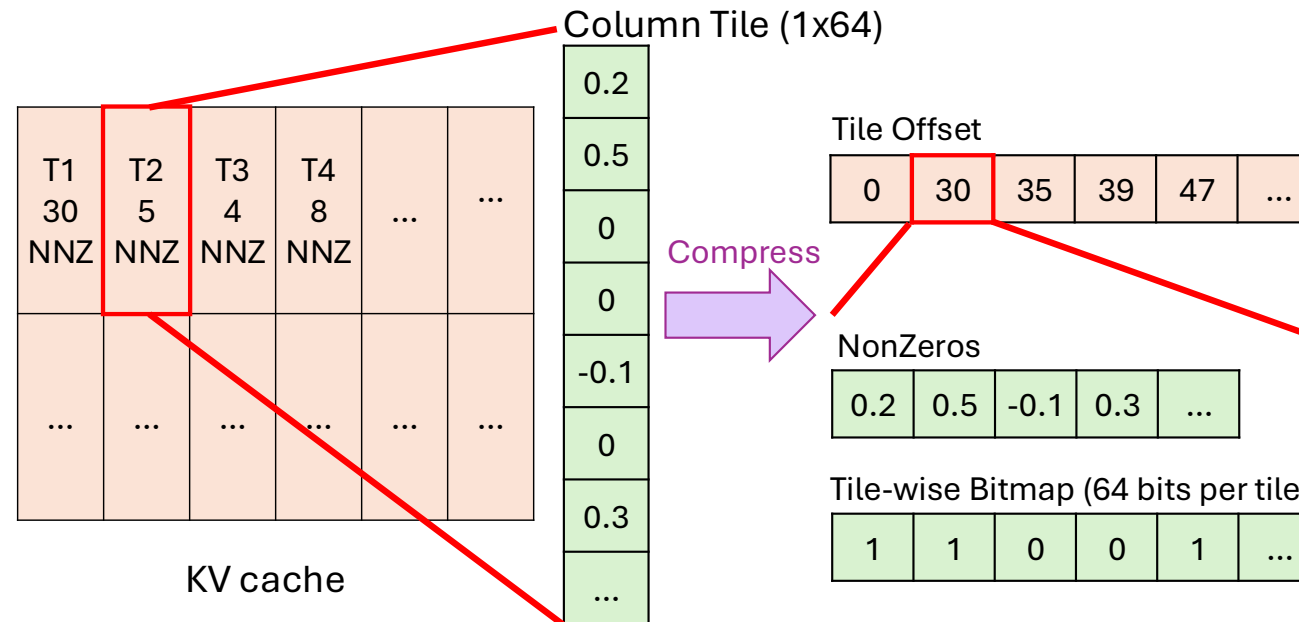 Column Tile (1x64)
T1 30 NNZ
T2 5 NNZ
T3 4 NNZ
T4 8 NNZ
...
...
... ... ... ... ... ...
KV cache
0.2
0.5
0
0
-0.1
0
0.3
...
Compress
Tile Offset
0 30 35 39 47 ...
NonZeros
0.2 0.5 -0.1 0.3 ...
Tile-wise Bitmap (64 bits per tile
1 1 0 0 1 ...